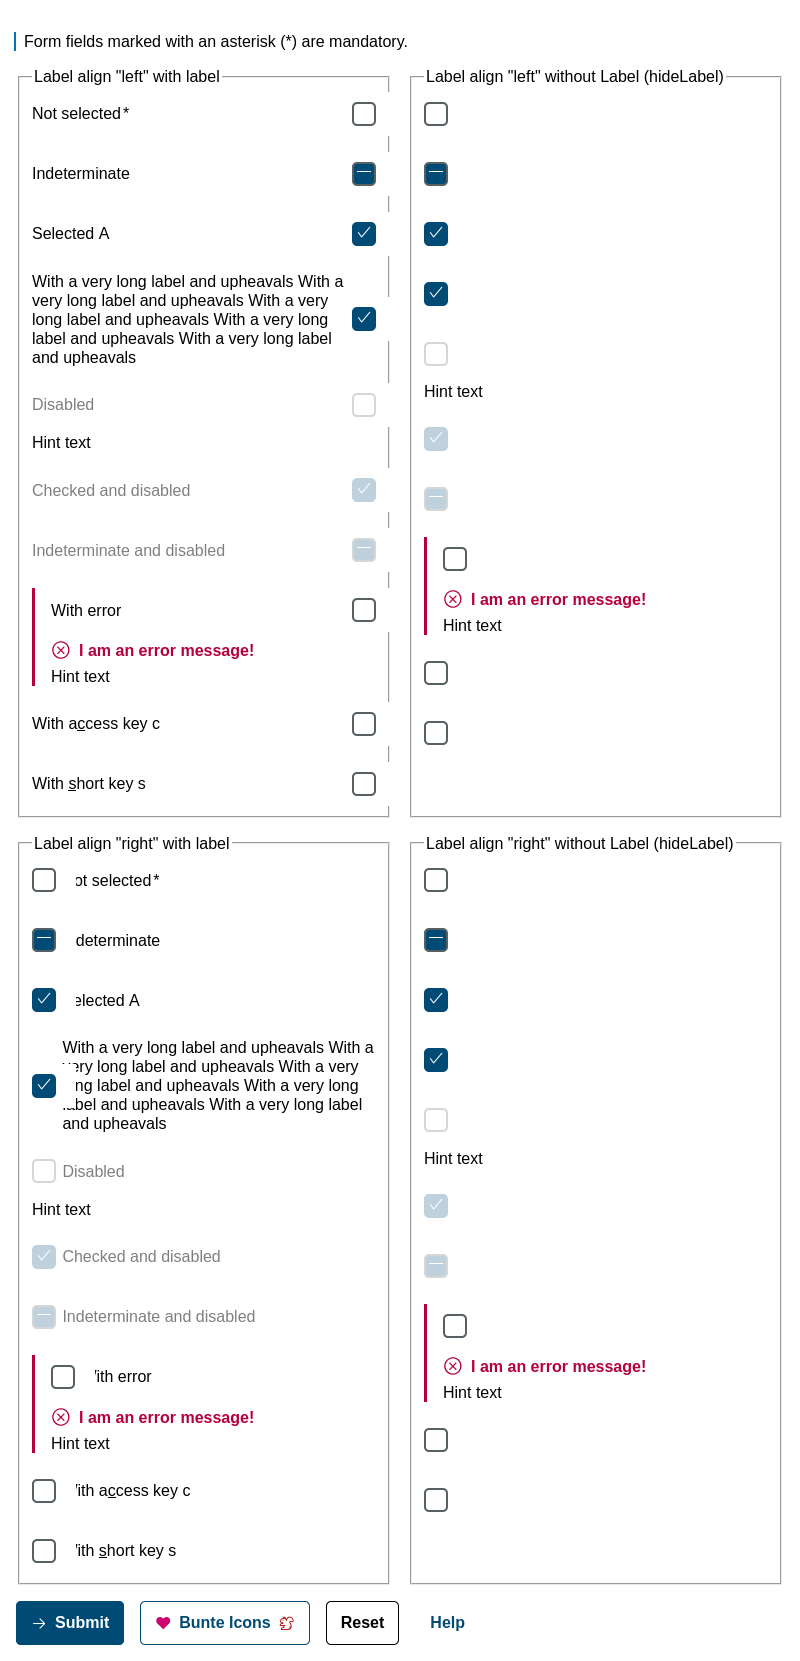 Form fields marked with an asterisk (*) are mandatory.
Label align "left" with label
Not selected*
Indeterminate
Selected A
With a very long label and upheavals With a
very long label and upheavals With a very
long label and upheavals With a very long
label and upheavals With a very long label
and upheavals
Disabled
Hint text
Checked and disabled
Indeterminate and disabled
With error
I am an error message!
Hint text
With access key c
With short key s
Label align "left" without Label (hideLabel)
Hint text
I am an error message!
Hint text
Label align "right" with label
ot selected*
determinate
elected A
With a very long label and upheavals With a
ery long label and upheavals With a very
ng label and upheavals With a very long
abel and upheavals With a very long label
and upheavals
Disabled
Hint text
Checked and disabled
Indeterminate and disabled
ith error
I am an error message!
Hint text
ith access key c
ith short key s
Label align "right" without Label (hideLabel)
Hint text
I am an error message!
Hint text
Submit
Bunte Icons
Reset
Help